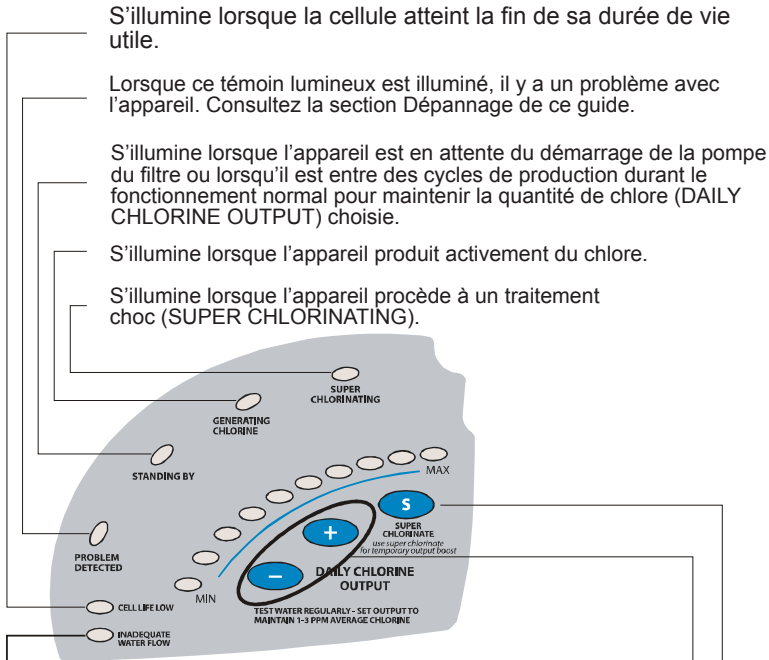 S'illumine lorsque la cellule atteint la fin de sa durée de vie
utile.
Lorsque ce témoin lumineux est illuminé, il y a un problème avec
l'appareil. Consultez la section Dépannage de ce guide.
S'illumine lorsque l'appareil est en attente du démarrage de la pompe
du filtre ou lorsqu'il est entre des cycles de production durant le
fonctionnement normal pour maintenir la quantité de chlore (DAILY
CHLORINE OUTPUT) choisie.
S'illumine lorsque l'appareil produit activement du chlore.
S'illumine lorsque l'appareil procède à un traitement
choc (SUPER CHLORINATING).
SUPER
CHLORINATING
GENERATING
CHLORINE
STANDING BY
PROBLEM
DETECTED
CELL LIFE LOW
INADEQUATE
WATER FLOW
MIN
MAX
S
SUPER
CHLORINATE
use super chlorinate
for temporary output boost
+
−
DAILY CHLORINE
OUTPUT
TEST WATER REGULARLY - SET OUTPUT TO
MAINTAIN 1-3 PPM AVERAGE CHLORINE